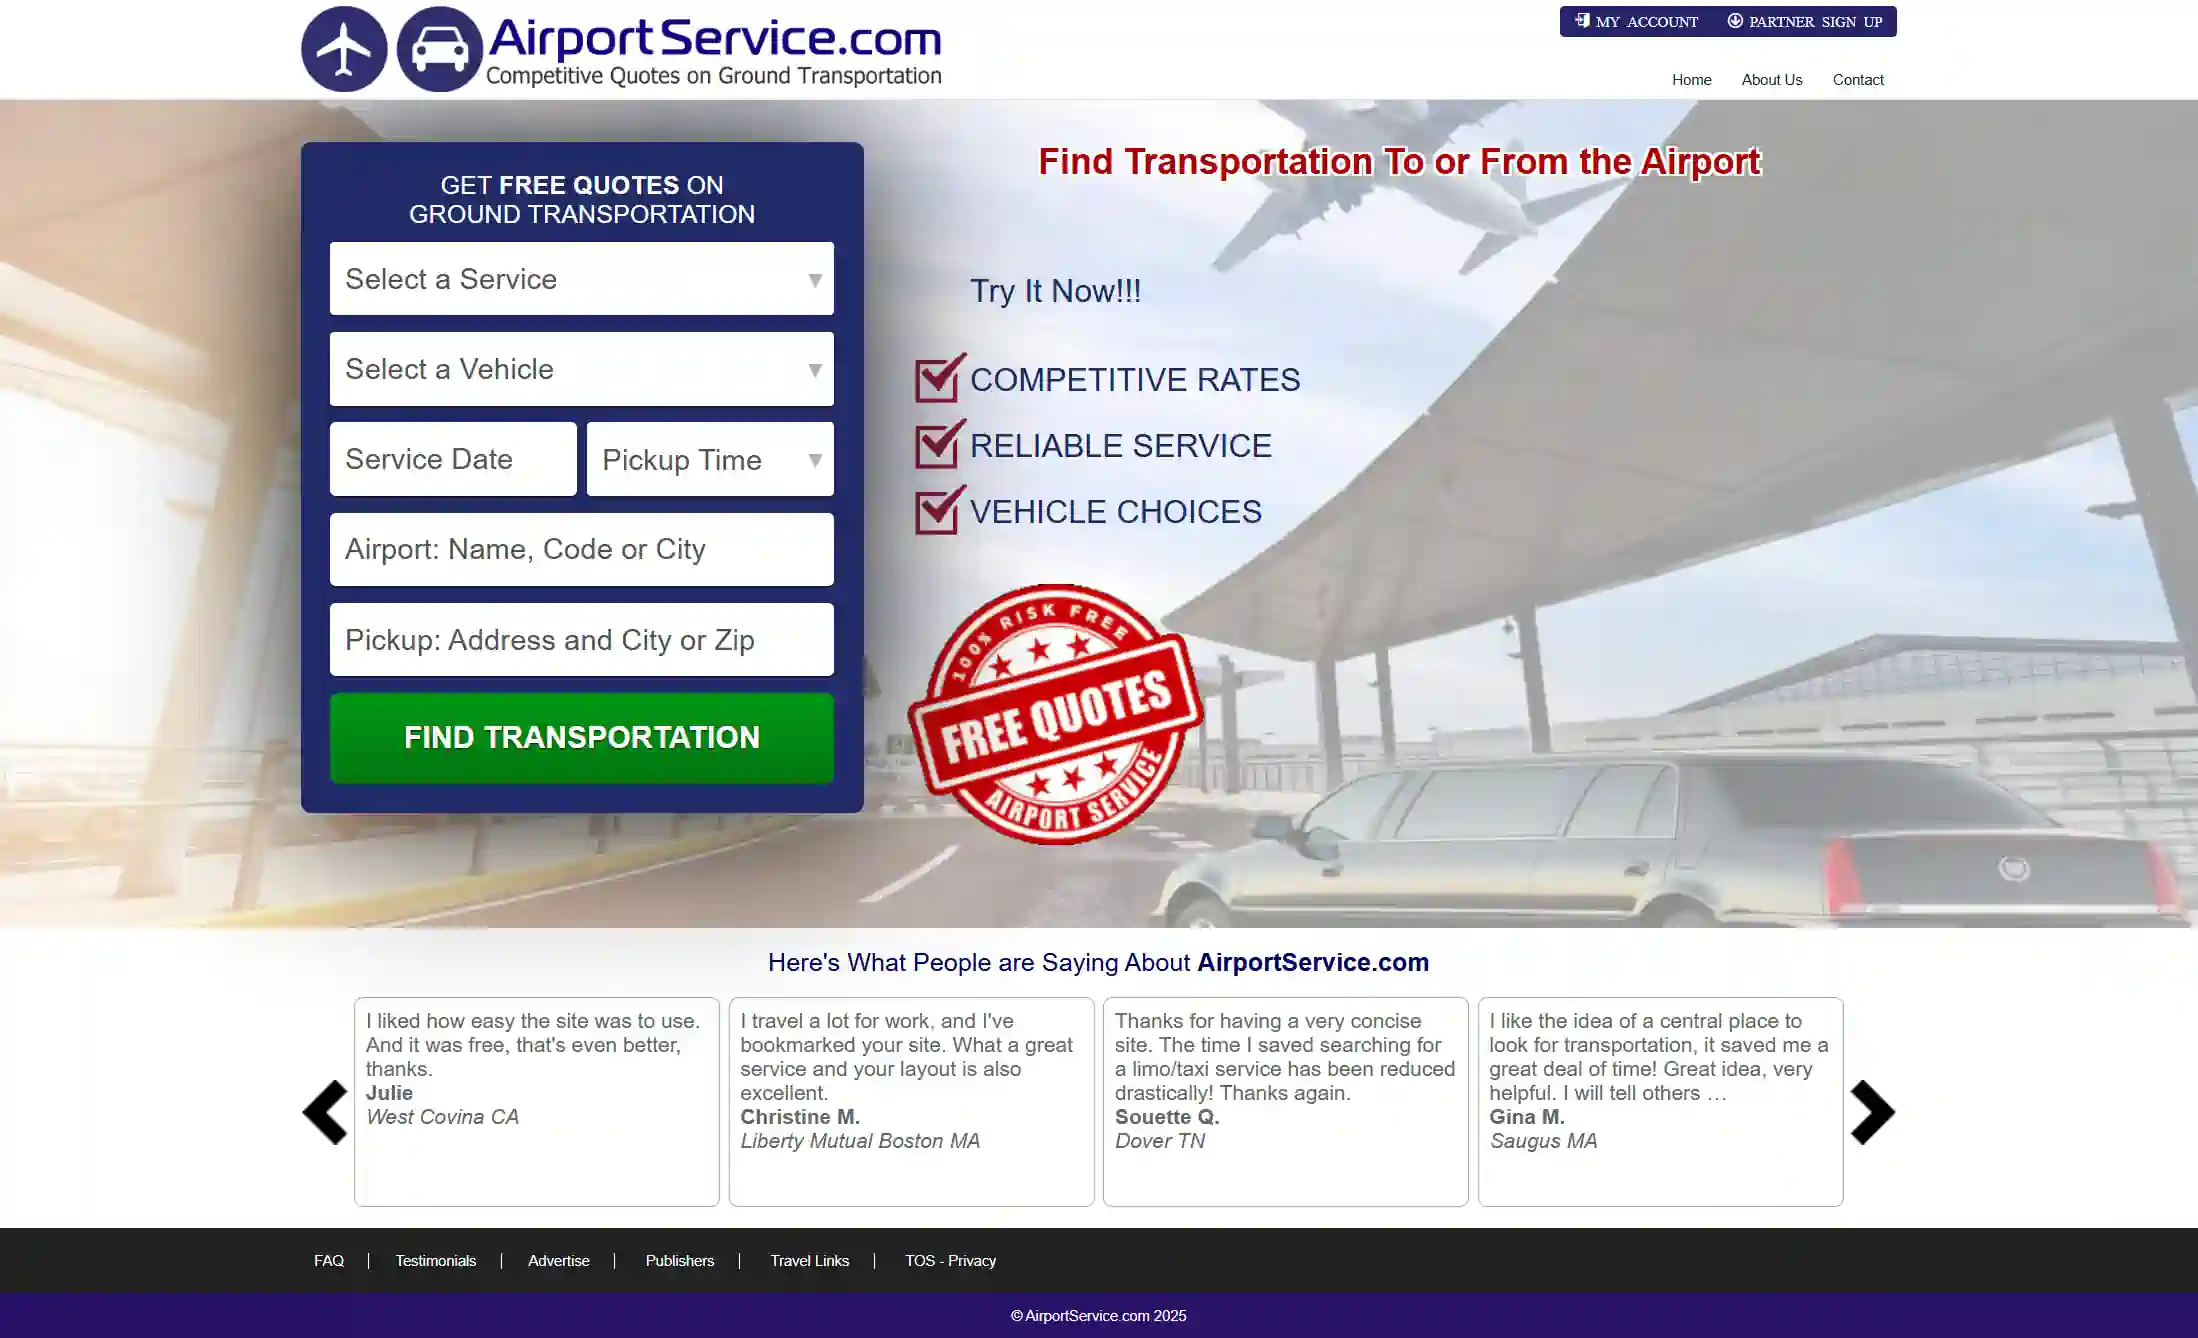 AirportService.com
Competitive Quotes on Ground Transportation
MY ACCOUNT
PARTNER SIGN UP
Home
About Us
Contact
GET FREE QUOTES ON
GROUND TRANSPORTATION
Select a Service
Select a Vehicle
Service Date
Pickup Time
Airport: Name, Code or City
Pickup: Address and City or Zip
FIND TRANSPORTATION
Find Transportation To or From the Airport
Try It Now!!!
COMPETITIVE RATES
RELIABLE SERVICE
VEHICLE CHOICES
100% RISK FREE
FREE QUOTES
AIRPORT SERVICE
Here's What People are Saying About AirportService.com
I liked how easy the site was to use.
And it was free, that's even better,
thanks.
Julie
West Covina CA
I travel a lot for work, and I've
bookmarked your site. What a great
service and your layout is also
excellent.
Christine M.
Liberty Mutual Boston MA
Thanks for having a very concise
site. The time I saved searching for
a limo/taxi service has been reduced
drastically! Thanks again.
Souette Q.
Dover TN
I like the idea of a central place to
look for transportation, it saved me a
great deal of time! Great idea, very
helpful. I will tell others …
Gina M.
Saugus MA
FAQ | Testimonials | Advertise | Publishers | Travel Links | TOS - Privacy
© AirportService.com 2025